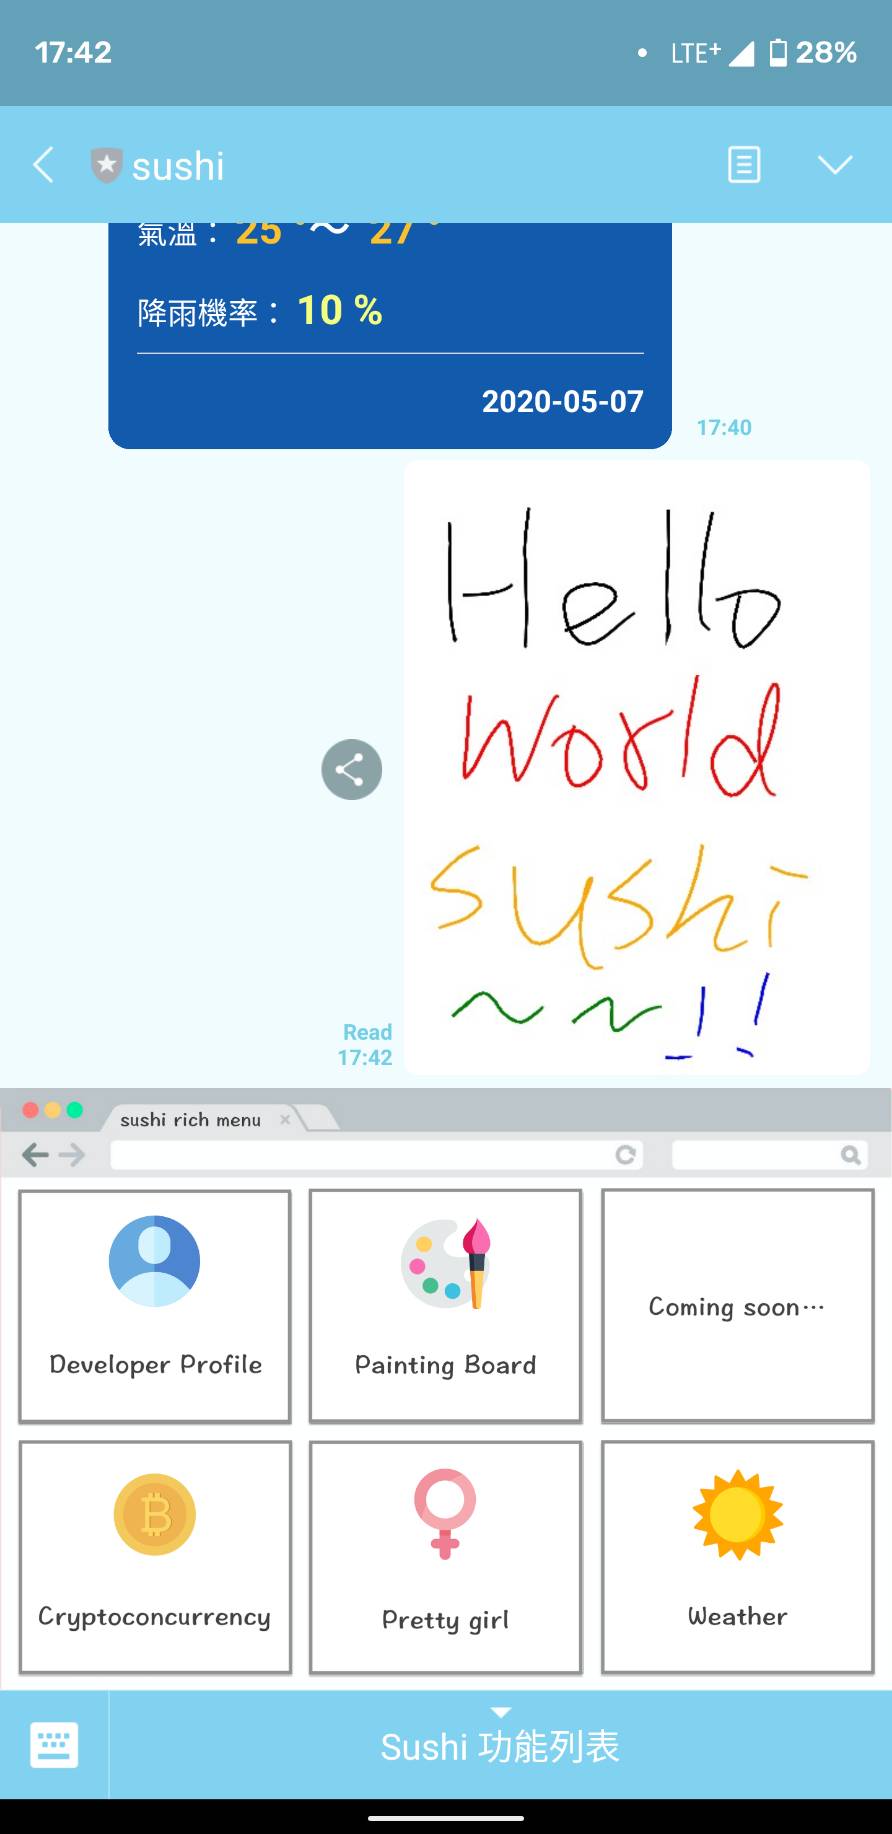 17:42
LTE+ 28%
sushi
氣溫： 25 °~ 27 °
降雨機率： 10 %
2020-05-07
17:40
Hello
World
sushi
~ ~ ! !
Read
17:42
sushi rich menu ×
Developer Profile
Painting Board
Coming soon…
Cryptoconcurrency
Pretty girl
Weather
Sushi 功能列表